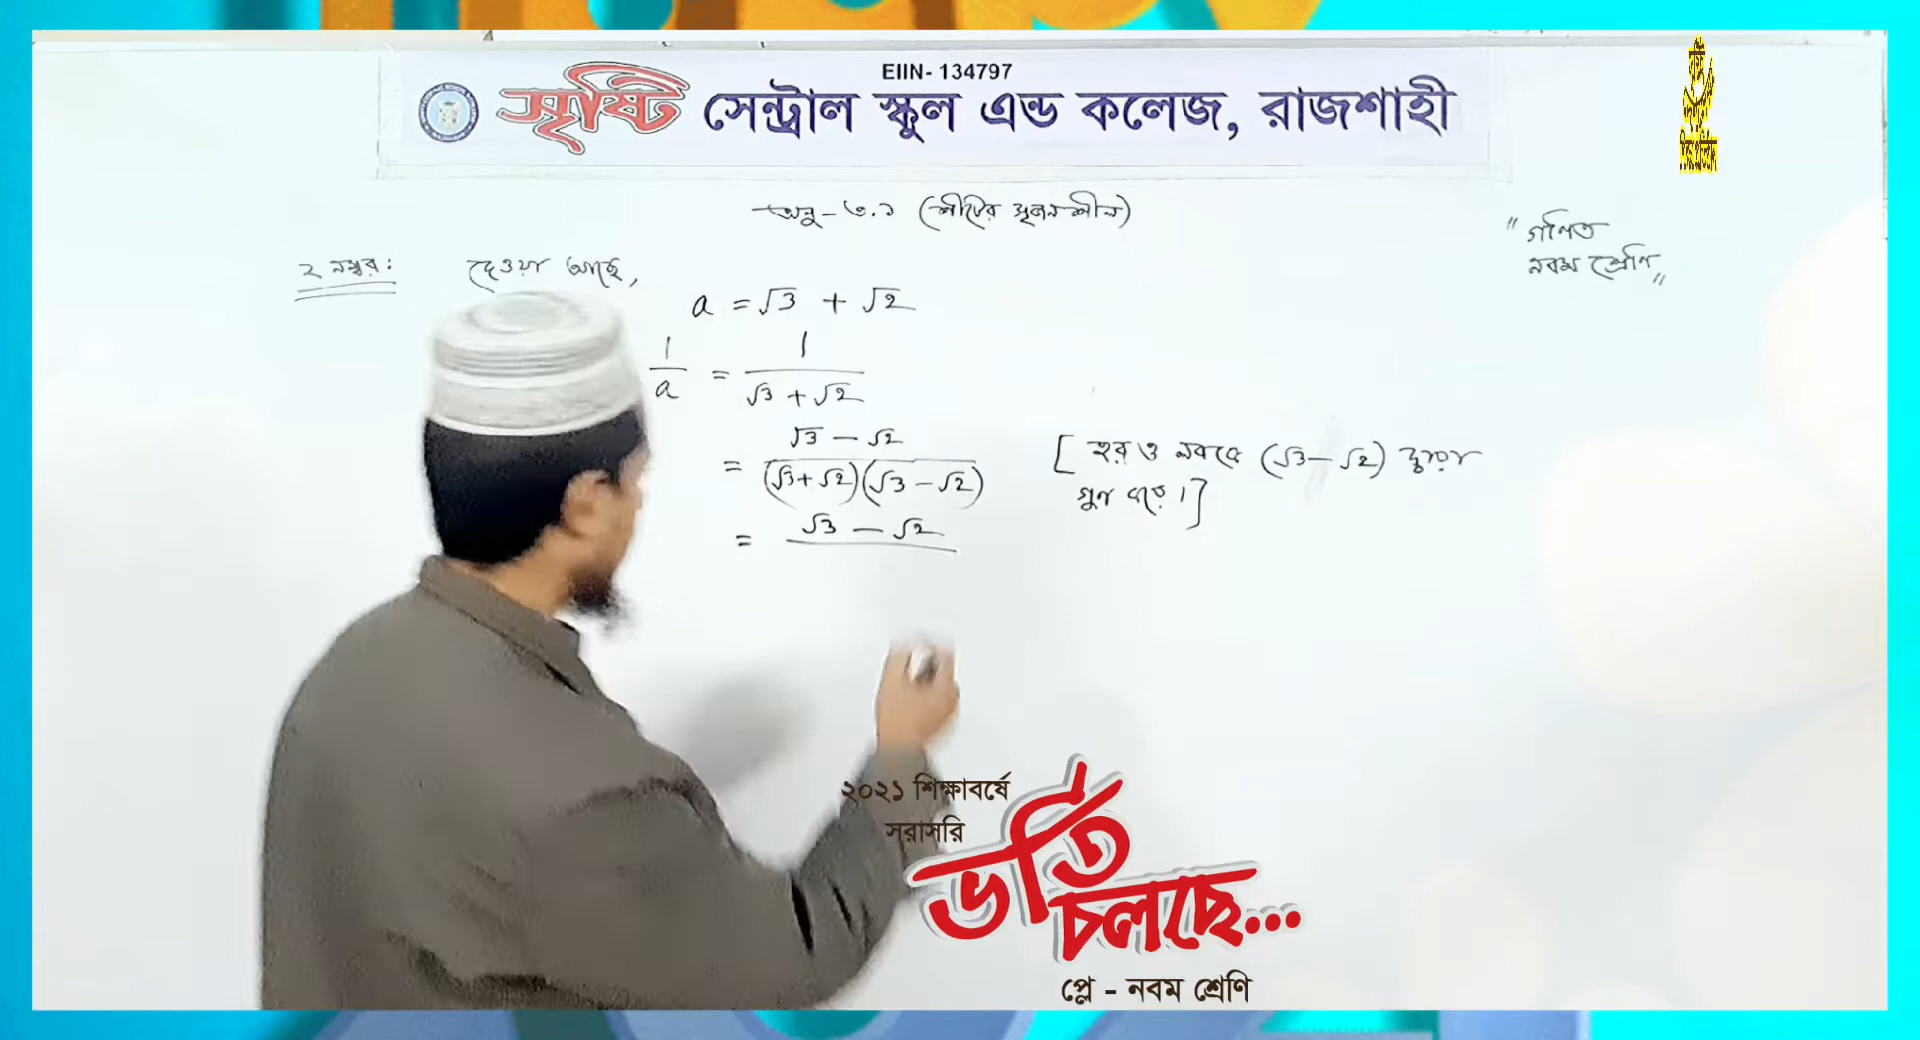 EIIN- 134797
সৃষ্টি সেন্ট্রাল স্কুল এন্ড কলেজ, রাজশাহী
অনু - ৩.১ (শীটের সৃজনশীল)
"গণিত
নবম শ্রেণি"
২ নম্বর: দেওয়া আছে,
a = √3 + √2
1/a = 1/(√3 + √2)
= (√3 - √2)/((√3 + √2)(√3 - √2)) [হর ও লবকে (√3 - √2) দ্বারা
গুণ করে।]
= √3 - √2
২০২১ শিক্ষাবর্ষে
সরাসরি
ভর্তি
চলছে...
প্লে - নবম শ্রেণি